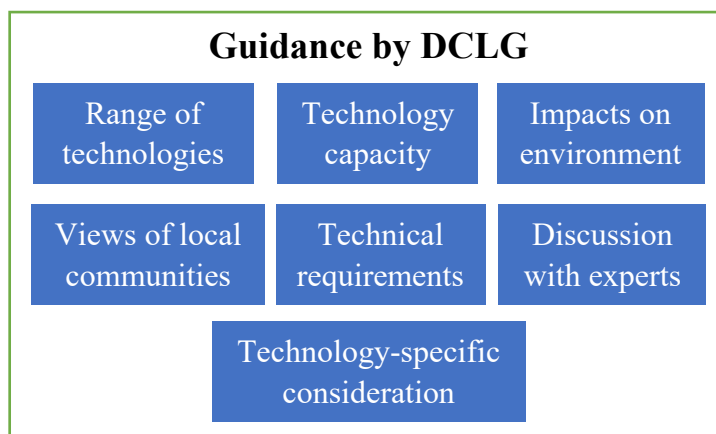 Guidance by DCLG
Range of
technologies
Technology
capacity
Impacts on
environment
Views of local
communities
Technical
requirements
Discussion
with experts
Technology-specific
consideration